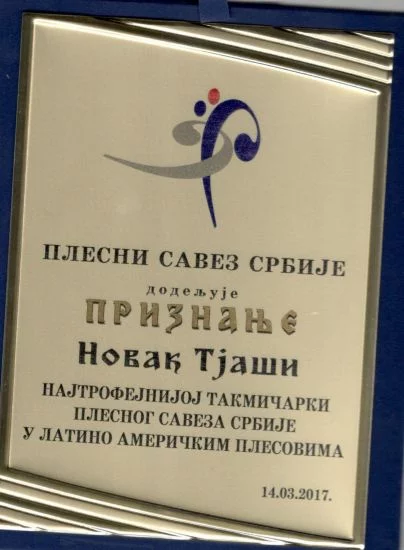 ПЛЕСНИ САВЕЗ СРБИЈЕ
додељује
ПРИЗНАЊЕ
Новак Тјаши
НАЈТРОФЕЈНИЈОЈ ТАКМИЧАРКИ
ПЛЕСНОГ САВЕЗА СРБИЈЕ
У ЛАТИНО АМЕРИЧКИМ ПЛЕСОВИМА
14.03.2017.